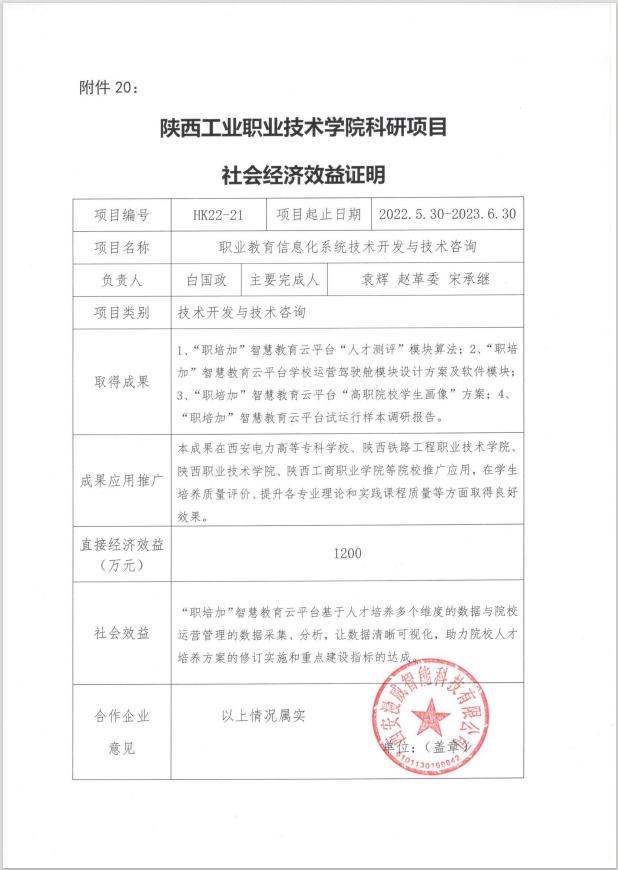 附件 20：
陕西工业职业技术学院科研项目
社会经济效益证明
项目编号 HK22-21 项目起止日期 2022.5.30-2023.6.30
项目名称 职业教育信息化系统技术开发与技术咨询
负责人 白国政 主要完成人 袁辉 赵革委 宋承继
项目类别 技术开发与技术咨询
取得成果
1、“职培加”智慧教育云平台“人才测评”模块算法；2、“职培
加”智慧教育云平台学校运营驾驶舱模块设计方案及软件模块；
3、“职培加”智慧教育云平台“高职院校学生画像”方案；4、
“职培加”智慧教育云平台试运行样本调研报告。
成果应用推广
本成果在西安电力高等专科学校、陕西铁路工程职业技术学院、
陕西职业技术学院、陕西工商职业学院等院校推广应用，在学生
培养质量评价、提升各专业理论和实践课程质量等方面取得良好
效果。
直接经济效益
（万元）
1200
社会效益
“职培加”智慧教育云平台基于人才培养多个维度的数据与院校
运营管理的数据采集、分析，让数据清晰可视化，助力院校人才
培养方案的修订实施和重点建设指标的达成。
合作企业
意见
以上情况属实
单位：（盖章）
智能科技有限公司